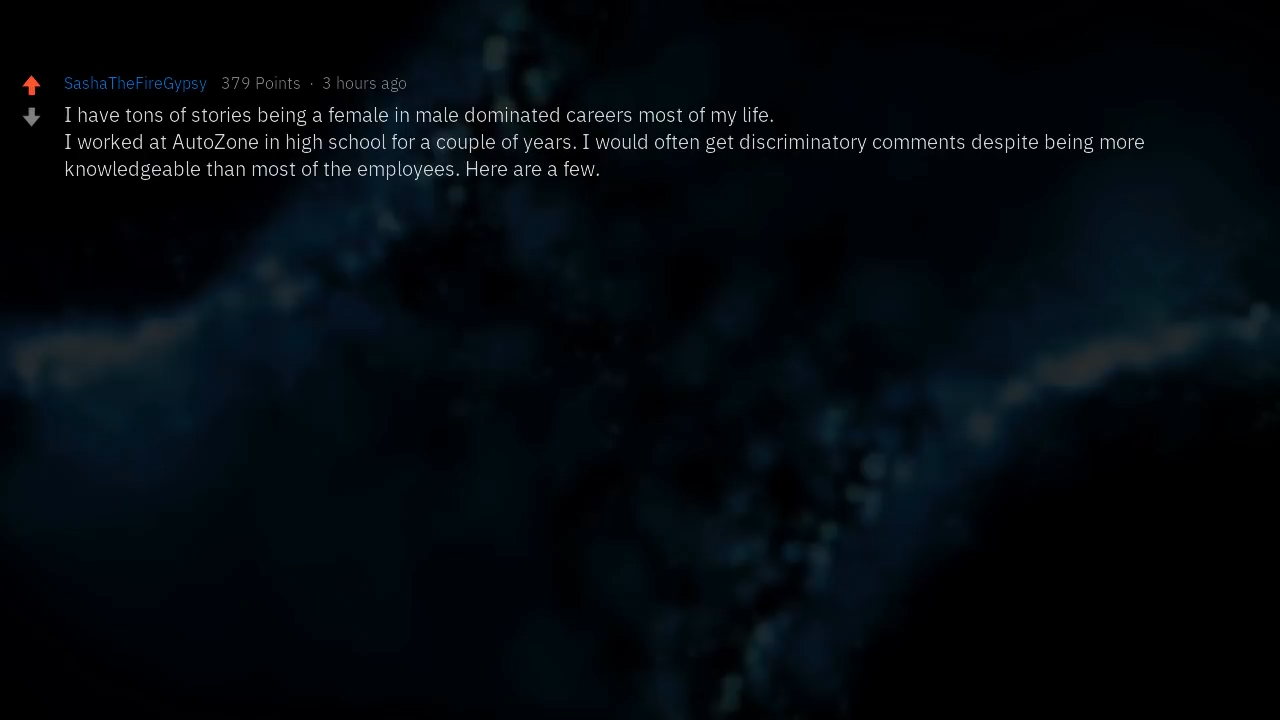 SashaTheFireGypsy 379 Points · 3 hours ago
I have tons of stories being a female in male dominated careers most of my life.
I worked at AutoZone in high school for a couple of years. I would often get discriminatory comments despite being more
knowledgeable than most of the employees. Here are a few.